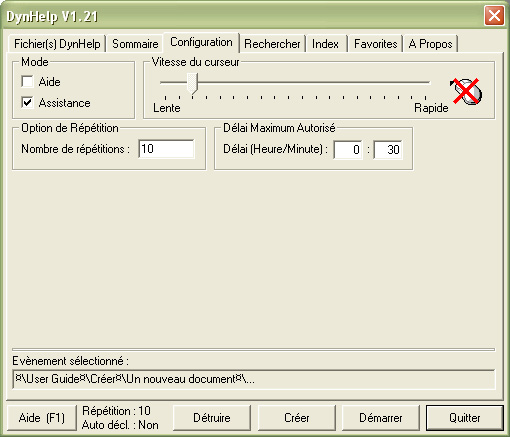 DynHelp V1.21
Fichier(s) DynHelp Sommaire Configuration Rechercher Index Favorites A Propos
Mode
Aide
Assistance
Vitesse du curseur
Lente Rapide
Option de Répétition
Nombre de répétitions : 10
Délai Maximum Autorisé
Délai (Heure/Minute) : 0 : 30
Evènement sélectionné :
¤\User Guide¤\Créer¤\Un nouveau document¤\...
Aide (F1)
Répétition : 10
Auto décl. : Non
Détruire Créer Démarrer Quitter